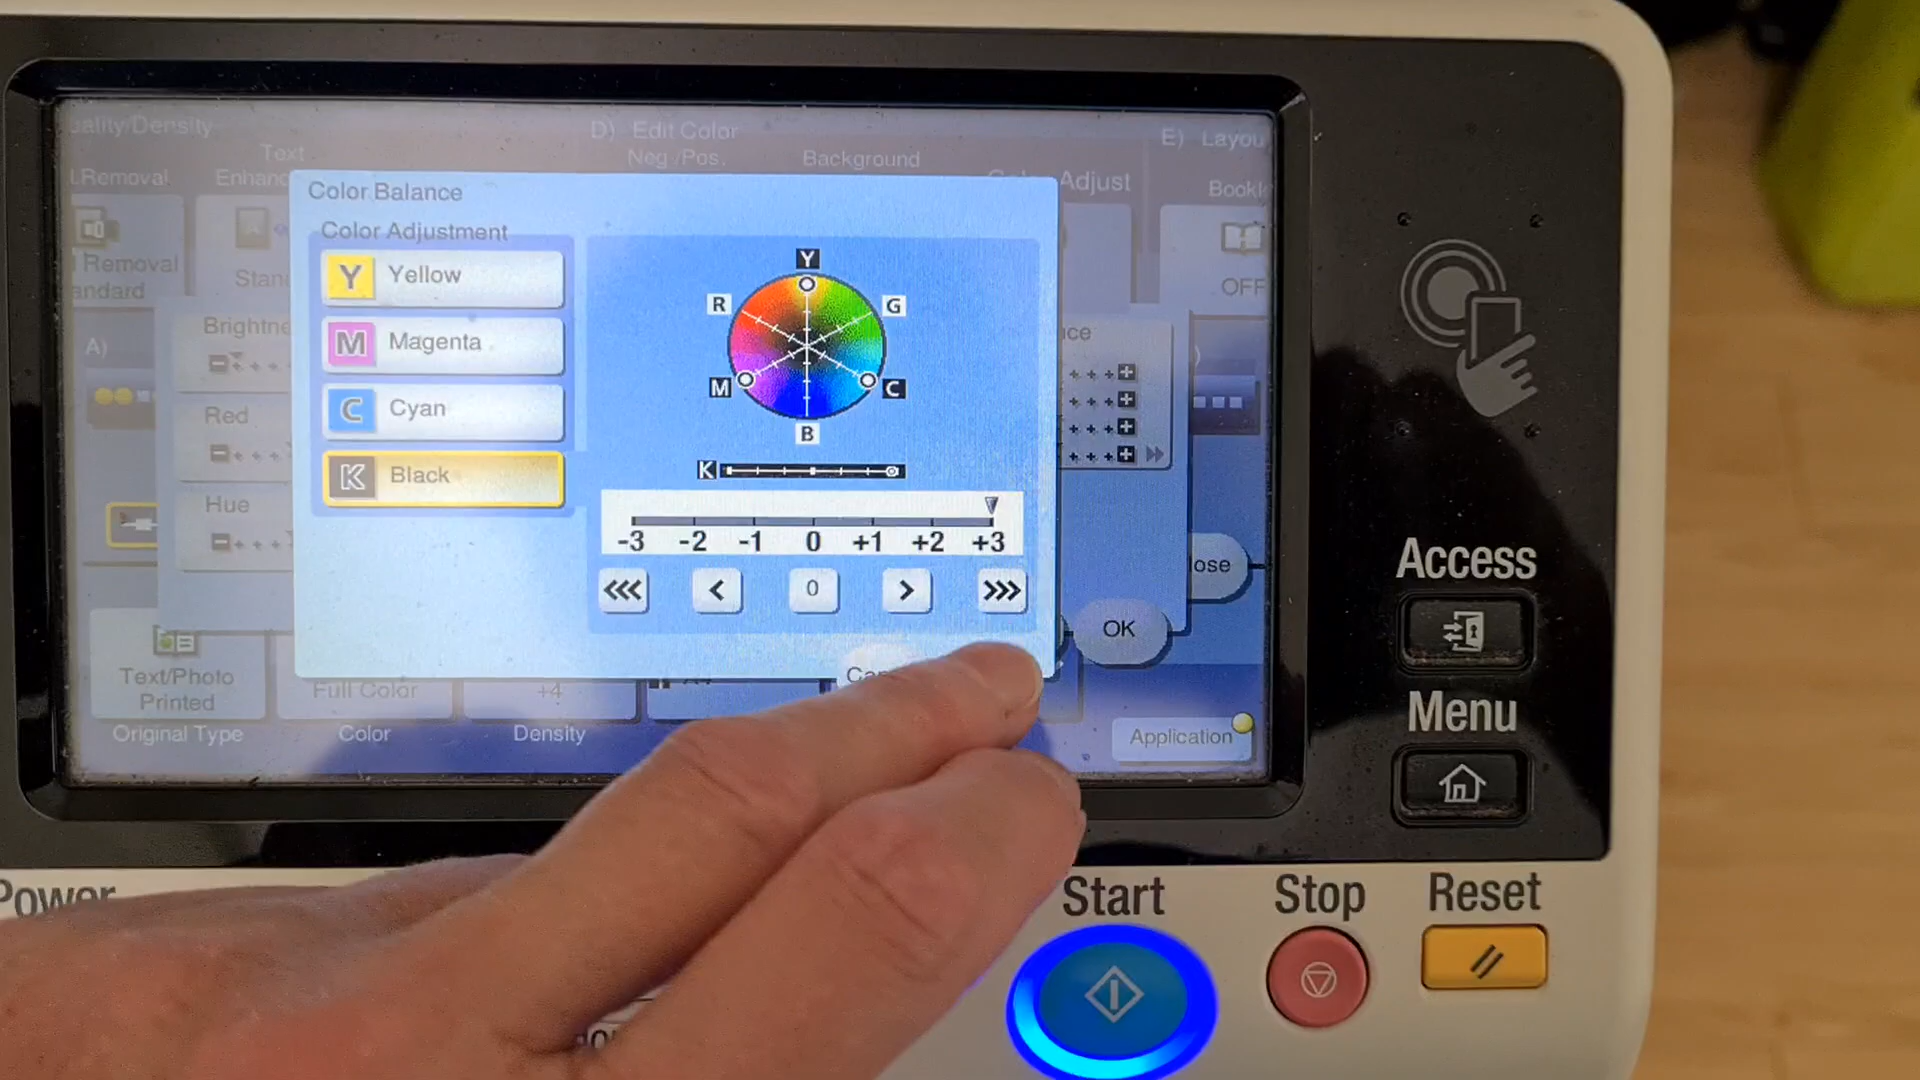 D) Edit Color
E)
Text
Neg./Pos.
Background
Adjust
Removal
OFF
Color Balance
Color Adjustment
Y Yellow
M Magenta
C Cyan
K Black
Y
R
G
M
C
B
K
-3 -2 -1 0 +1 +2 +3
<<< < 0 > >>>
A)
Red
Hue
OK
Text/Photo
Printed
Full Color
+4
Original Type
Color
Density
Application
Access
Menu
Power
Start
Stop
Reset